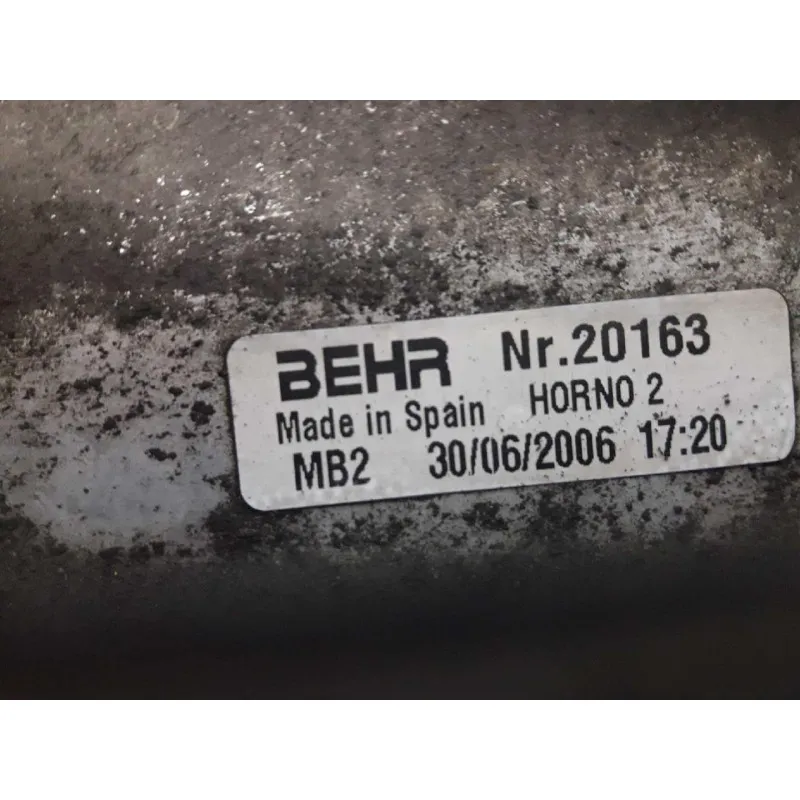 BEHR Nr.20163
Made in Spain HORNO 2
MB2 30/06/2006 17:20